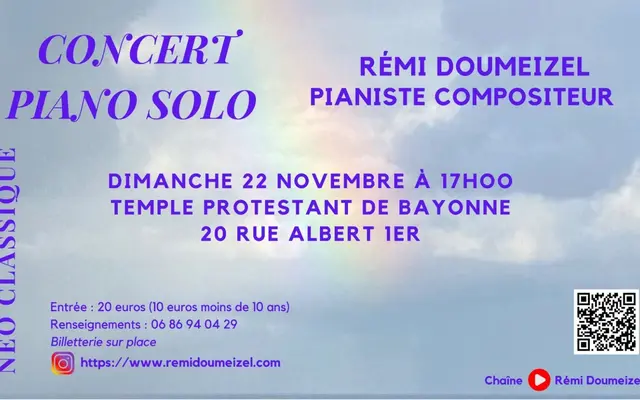 CONCERT
PIANO SOLO
NEO CLASSIQUE
RÉMI DOUMEIZEL
PIANISTE COMPOSITEUR
DIMANCHE 22 NOVEMBRE À 17H00
TEMPLE PROTESTANT DE BAYONNE
20 RUE ALBERT 1ER
Entrée : 20 euros (10 euros moins de 10 ans)
Renseignements : 06 86 94 04 29
Billetterie sur place
https://www.remidoumeizel.com
Chaîne Rémi Doumeize